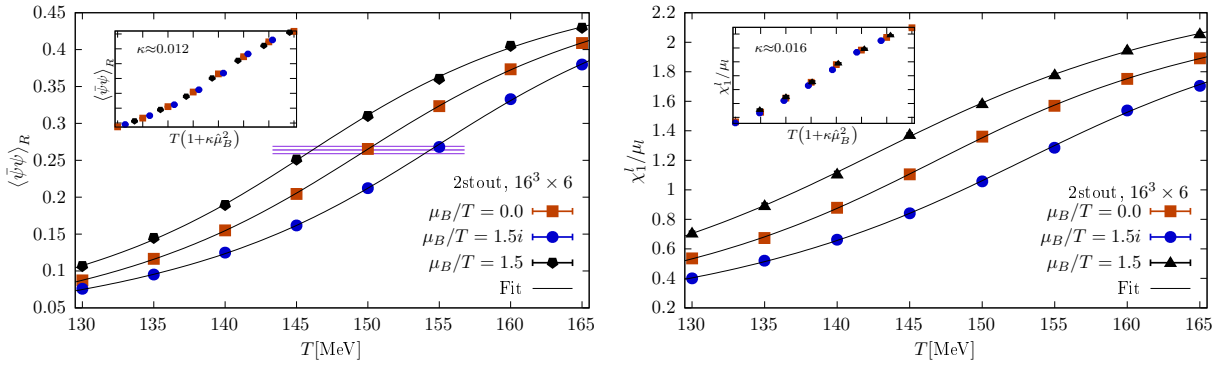 0.45
0.4
0.35
0.3
0.25
0.2
0.15
0.1
0.05
⟨ψ̄ψ⟩_R
κ≈0.012
⟨ψ̄ψ⟩_R
T(1+κμ̂_B^2)
2stout, 16^3 × 6
μ_B/T = 0.0
μ_B/T = 1.5i
μ_B/T = 1.5
Fit
130 135 140 145 150 155 160 165
T[MeV]
2.2
2
1.8
1.6
1.4
1.2
1
0.8
0.6
0.4
0.2
χ_1^l/μ_l
κ≈0.016
χ_1^l/μ_l
T(1+κμ̂_B^2)
2stout, 16^3 × 6
μ_B/T = 0.0
μ_B/T = 1.5i
μ_B/T = 1.5
Fit
130 135 140 145 150 155 160 165
T[MeV]